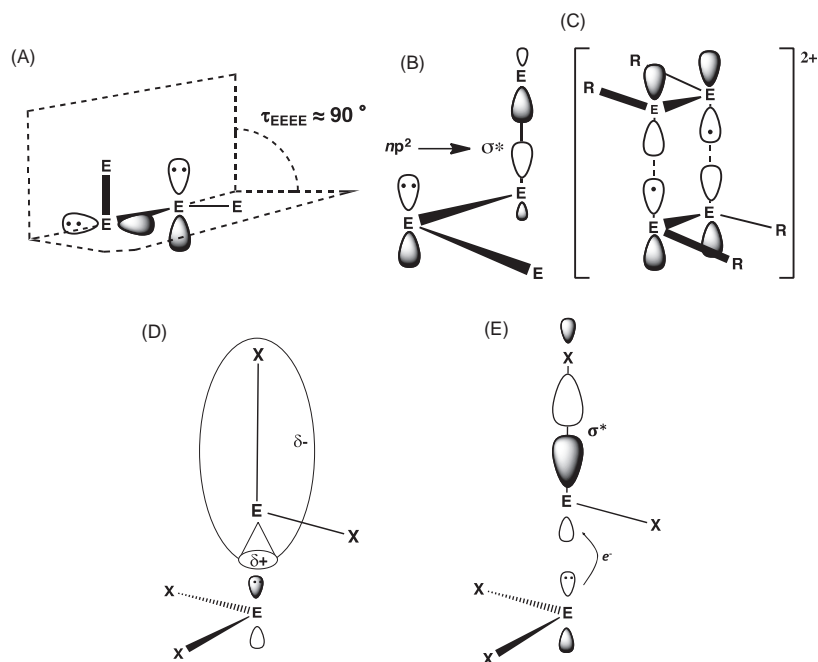 (A)
τEEEE ≈ 90 °
E
E
E
E
(B)
E
np² → σ*
E
E
E
(C)
2+
R
E
R
E
E
E
R
R
(D)
X
δ-
E
X
δ+
X
E
X
(E)
X
σ*
E
X
e-
X
E
X